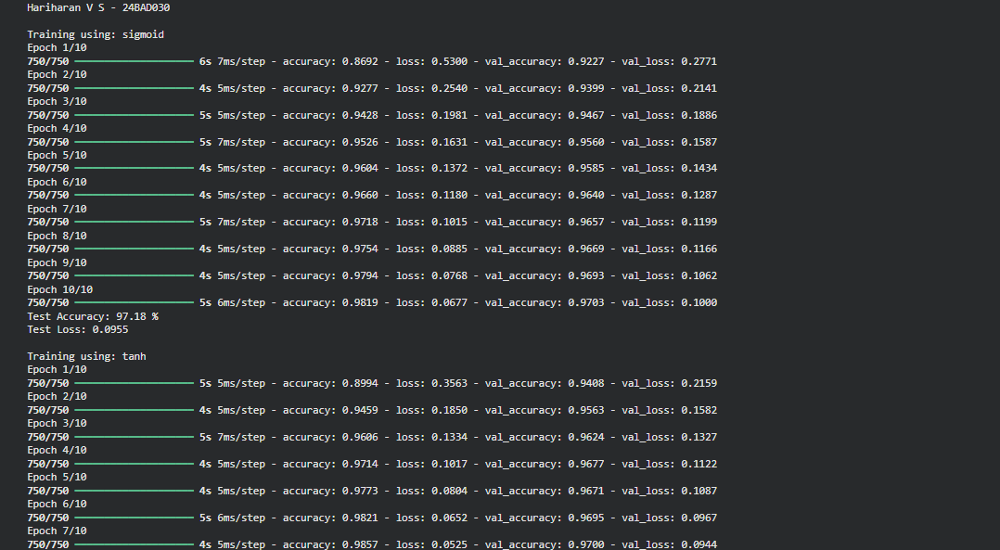 Hariharan V S - 24BAD030
Training using: sigmoid
Epoch 1/10
750/750 ━━━━━━━━━━━━━━━━━━━━ 6s 7ms/step - accuracy: 0.8692 - loss: 0.5300 - val_accuracy: 0.9227 - val_loss: 0.2771
Epoch 2/10
750/750 ━━━━━━━━━━━━━━━━━━━━ 4s 5ms/step - accuracy: 0.9277 - loss: 0.2540 - val_accuracy: 0.9399 - val_loss: 0.2141
Epoch 3/10
750/750 ━━━━━━━━━━━━━━━━━━━━ 5s 5ms/step - accuracy: 0.9428 - loss: 0.1981 - val_accuracy: 0.9467 - val_loss: 0.1886
Epoch 4/10
750/750 ━━━━━━━━━━━━━━━━━━━━ 5s 7ms/step - accuracy: 0.9526 - loss: 0.1631 - val_accuracy: 0.9560 - val_loss: 0.1587
Epoch 5/10
750/750 ━━━━━━━━━━━━━━━━━━━━ 4s 5ms/step - accuracy: 0.9604 - loss: 0.1372 - val_accuracy: 0.9585 - val_loss: 0.1434
Epoch 6/10
750/750 ━━━━━━━━━━━━━━━━━━━━ 4s 5ms/step - accuracy: 0.9660 - loss: 0.1180 - val_accuracy: 0.9640 - val_loss: 0.1287
Epoch 7/10
750/750 ━━━━━━━━━━━━━━━━━━━━ 5s 7ms/step - accuracy: 0.9718 - loss: 0.1015 - val_accuracy: 0.9657 - val_loss: 0.1199
Epoch 8/10
750/750 ━━━━━━━━━━━━━━━━━━━━ 4s 5ms/step - accuracy: 0.9754 - loss: 0.0885 - val_accuracy: 0.9669 - val_loss: 0.1166
Epoch 9/10
750/750 ━━━━━━━━━━━━━━━━━━━━ 4s 5ms/step - accuracy: 0.9794 - loss: 0.0768 - val_accuracy: 0.9693 - val_loss: 0.1062
Epoch 10/10
750/750 ━━━━━━━━━━━━━━━━━━━━ 5s 6ms/step - accuracy: 0.9819 - loss: 0.0677 - val_accuracy: 0.9703 - val_loss: 0.1000
Test Accuracy: 97.18 %
Test Loss: 0.0955
Training using: tanh
Epoch 1/10
750/750 ━━━━━━━━━━━━━━━━━━━━ 5s 5ms/step - accuracy: 0.8994 - loss: 0.3563 - val_accuracy: 0.9408 - val_loss: 0.2159
Epoch 2/10
750/750 ━━━━━━━━━━━━━━━━━━━━ 4s 5ms/step - accuracy: 0.9459 - loss: 0.1850 - val_accuracy: 0.9563 - val_loss: 0.1582
Epoch 3/10
750/750 ━━━━━━━━━━━━━━━━━━━━ 5s 7ms/step - accuracy: 0.9606 - loss: 0.1334 - val_accuracy: 0.9624 - val_loss: 0.1327
Epoch 4/10
750/750 ━━━━━━━━━━━━━━━━━━━━ 4s 5ms/step - accuracy: 0.9714 - loss: 0.1017 - val_accuracy: 0.9677 - val_loss: 0.1122
Epoch 5/10
750/750 ━━━━━━━━━━━━━━━━━━━━ 4s 5ms/step - accuracy: 0.9773 - loss: 0.0804 - val_accuracy: 0.9671 - val_loss: 0.1087
Epoch 6/10
750/750 ━━━━━━━━━━━━━━━━━━━━ 5s 6ms/step - accuracy: 0.9821 - loss: 0.0652 - val_accuracy: 0.9695 - val_loss: 0.0967
Epoch 7/10
750/750 ━━━━━━━━━━━━━━━━━━━━ 4s 5ms/step - accuracy: 0.9857 - loss: 0.0525 - val_accuracy: 0.9700 - val_loss: 0.0944